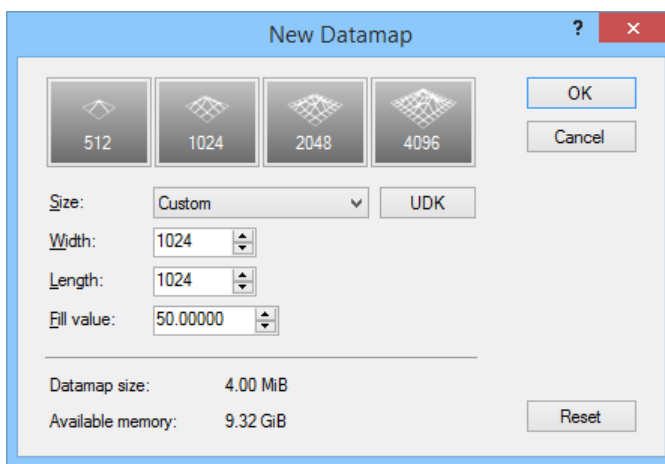 New Datamap
?
512 1024 2048 4096
OK
Cancel
Size: Custom UDK
Width: 1024
Length: 1024
Fill value: 50.00000
Datamap size: 4.00 MiB
Available memory: 9.32 GiB
Reset